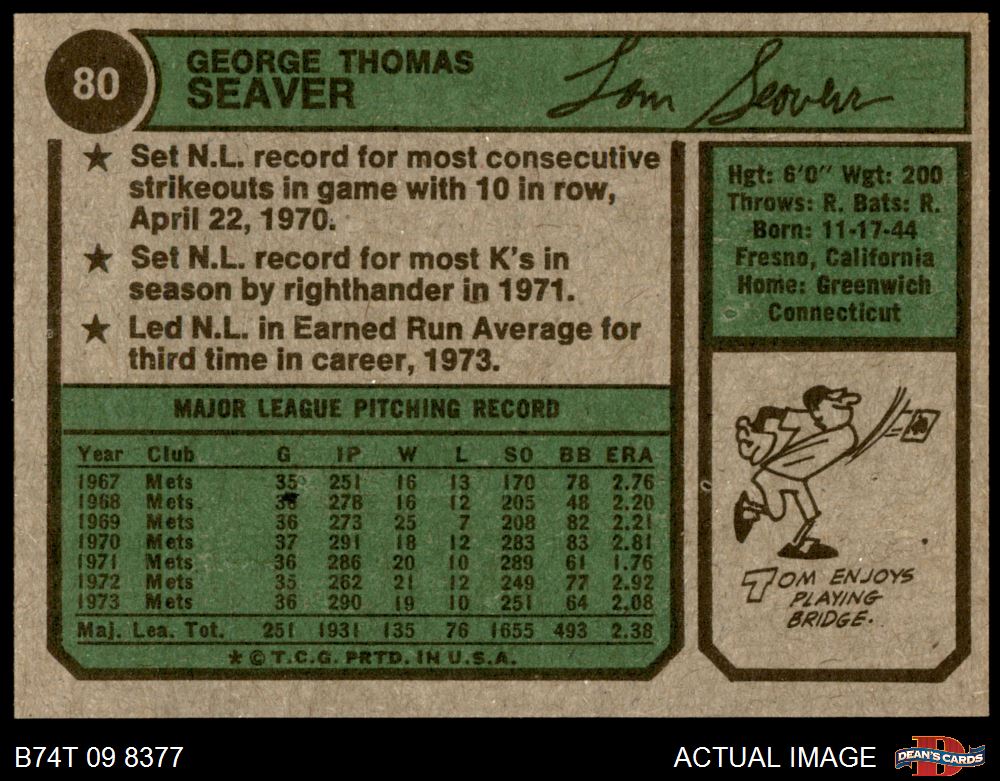 80
GEORGE THOMAS
SEAVER
Tom Seaver
★ Set N.L. record for most consecutive
strikeouts in game with 10 in row,
April 22, 1970.
★ Set N.L. record for most K's in
season by righthander in 1971.
★ Led N.L. in Earned Run Average for
third time in career, 1973.
MAJOR LEAGUE PITCHING RECORD
Year Club G IP W L SO BB ERA
1967 Mets 35 251 16 13 170 78 2.76
1968 Mets 36 278 16 12 205 48 2.20
1969 Mets 36 273 25 7 208 82 2.21
1970 Mets 37 291 18 12 283 83 2.81
1971 Mets 36 286 20 10 289 61 1.76
1972 Mets 35 262 21 12 249 77 2.92
1973 Mets 36 290 19 10 251 64 2.08
Maj. Lea. Tot. 251 1931 135 76 1655 493 2.38
* © T.C.G. PRTD. IN U.S.A.
Hgt: 6'0" Wgt: 200
Throws: R. Bats: R.
Born: 11-17-44
Fresno, California
Home: Greenwich
Connecticut
TOM ENJOYS
PLAYING
BRIDGE.
B74T 09 8377
ACTUAL IMAGE
D
DEAN'S CARDS